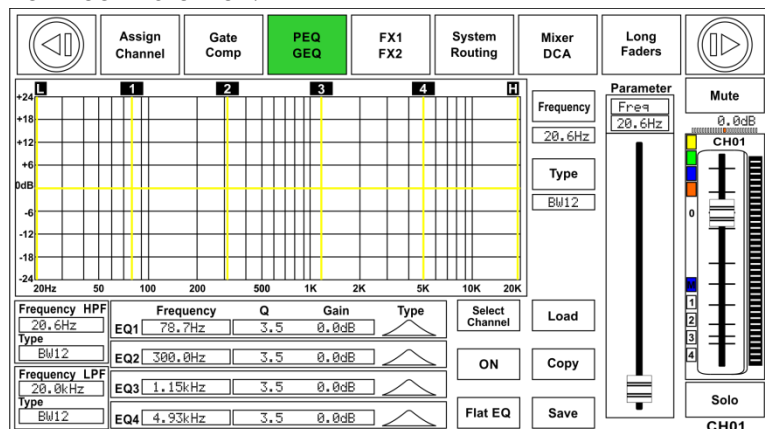 Assign Channel
Gate Comp
PEQ GEQ
FX1 FX2
System Routing
Mixer DCA
Long Faders
L 1 2 3 4 H
+24
+18
+12
+6
0dB
-6
-12
-18
-24
20Hz 50 100 200 500 1K 2K 5K 10K 20K
Frequency
20.6Hz
Type
BW12
Parameter
Freq
20.6Hz
Mute
0.0dB
CH01
0
M
1
2
3
4
Solo
CH01
Frequency HPF
20.6Hz
Type
BW12
Frequency LPF
20.0kHz
Type
BW12
Frequency Q Gain Type
EQ1 78.7Hz 3.5 0.0dB
EQ2 300.0Hz 3.5 0.0dB
EQ3 1.15kHz 3.5 0.0dB
EQ4 4.93kHz 3.5 0.0dB
Select Channel
Load
ON
Copy
Flat EQ
Save